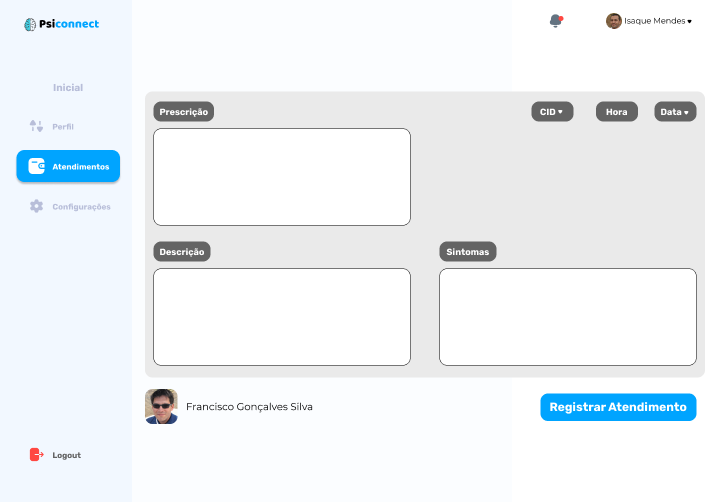 Psiconnect
Isaque Mendes
Inicial
Perfil
Atendimentos
Configurações
Logout
Prescrição
CID
Hora
Data
Descrição
Sintomas
Francisco Gonçalves Silva
Registrar Atendimento